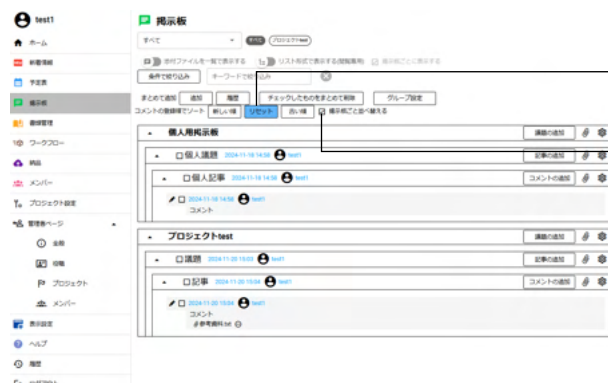 test1
掲示板
ホーム
新着情報
予定表
掲示板
書類管理
ワークフロー
納品
メンバー
プロジェクト設定
管理者ページ
全般
役職
プロジェクト
メンバー
表示設定
ヘルプ
履歴
すべて
すべて プロジェクトtest
添付ファイルを一覧で表示する リスト形式で表示する(閲覧専用) 掲示板ごとに表示する
条件で絞り込み キーワードで絞り込み
まとめて追加 追加 履歴 チェックしたものをまとめて削除 グループ設定
コメントの登録順でソート 新しい順 リセット 古い順 掲示板ごと並べ替える
個人用掲示板 議題の追加
個人議題 2024-11-18 14:58 test1 記事の追加
個人記事 2024-11-18 14:58 test1 コメントの追加
2024-11-18 14:58 test1
コメント
プロジェクトtest 議題の追加
議題 2024-11-20 15:03 test1 記事の追加
記事 2024-11-20 15:04 test1 コメントの追加
2024-11-20 15:04 test1
コメント
参考資料.txt